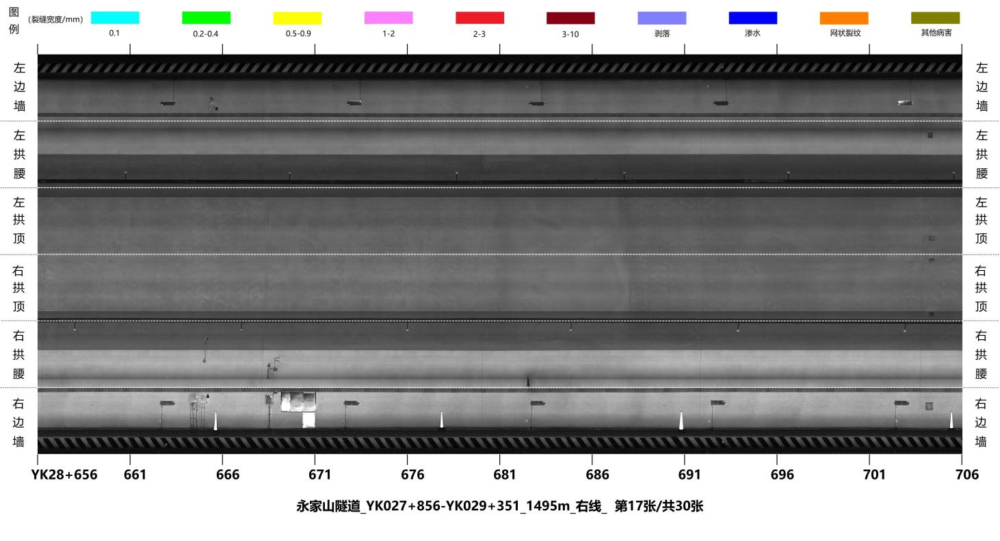 图例 (裂缝宽度/mm)
0.1 0.2-0.4 0.5-0.9 1-2 2-3 3-10 剥落 渗水 网状裂纹 其他病害
左边墙 左边墙
左拱腰 左拱腰
左拱顶 左拱顶
右拱顶 右拱顶
右拱腰 右拱腰
右边墙 右边墙
YK28+656 661 666 671 676 681 686 691 696 701 706
永家山隧道_YK027+856-YK029+351_1495m_右线_ 第17张/共30张